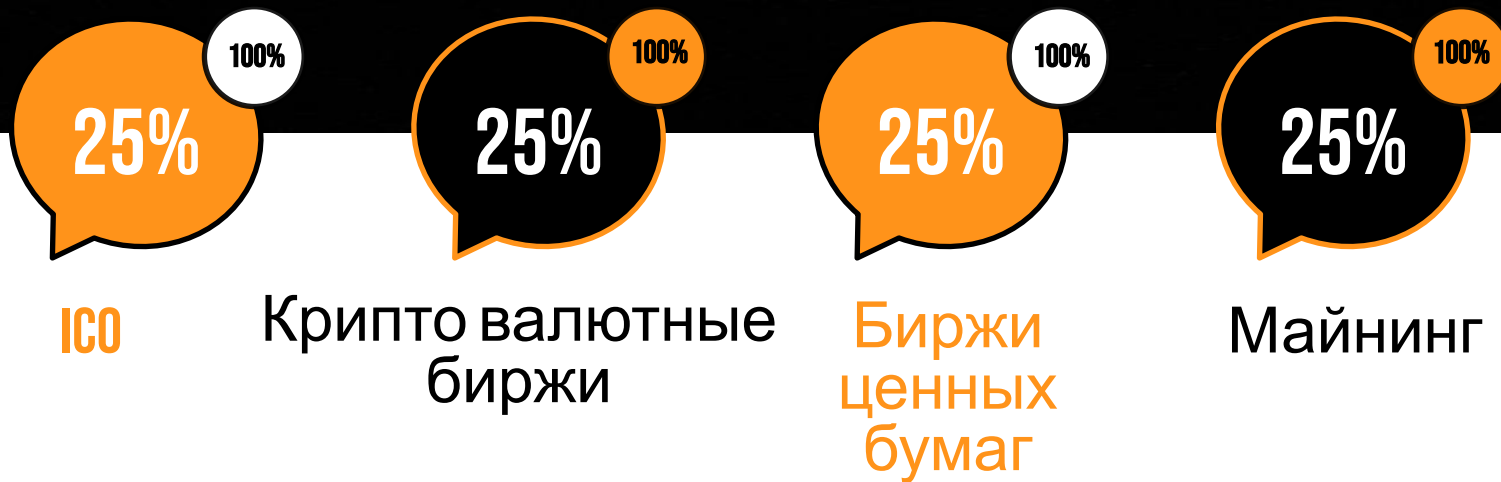 100%
25%
ICO
100%
25%
Крипто валютные
биржи
100%
25%
Биржи
ценных
бумаг
100%
25%
Майнинг